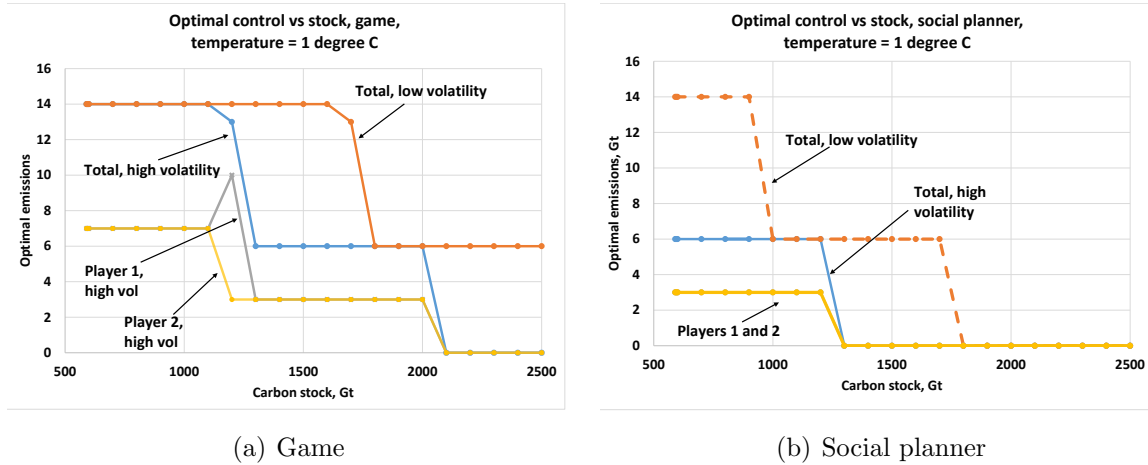 Optimal control vs stock, game,
temperature = 1 degree C
Optimal emissions
16
14
12
10
8
6
4
2
0
Total, low volatility
Total, high volatility
Player 1,
high vol
Player 2,
high vol
500
1000
1500
2000
2500
Carbon stock, Gt
(a) Game
Optimal control vs stock, social planner,
temperature = 1 degree C
Optimal emissions, Gt
16
14
12
10
8
6
4
2
0
Total, low volatility
Total, high
volatility
Players 1 and 2
500
1000
1500
2000
2500
Carbon stock, Gt
(b) Social planner